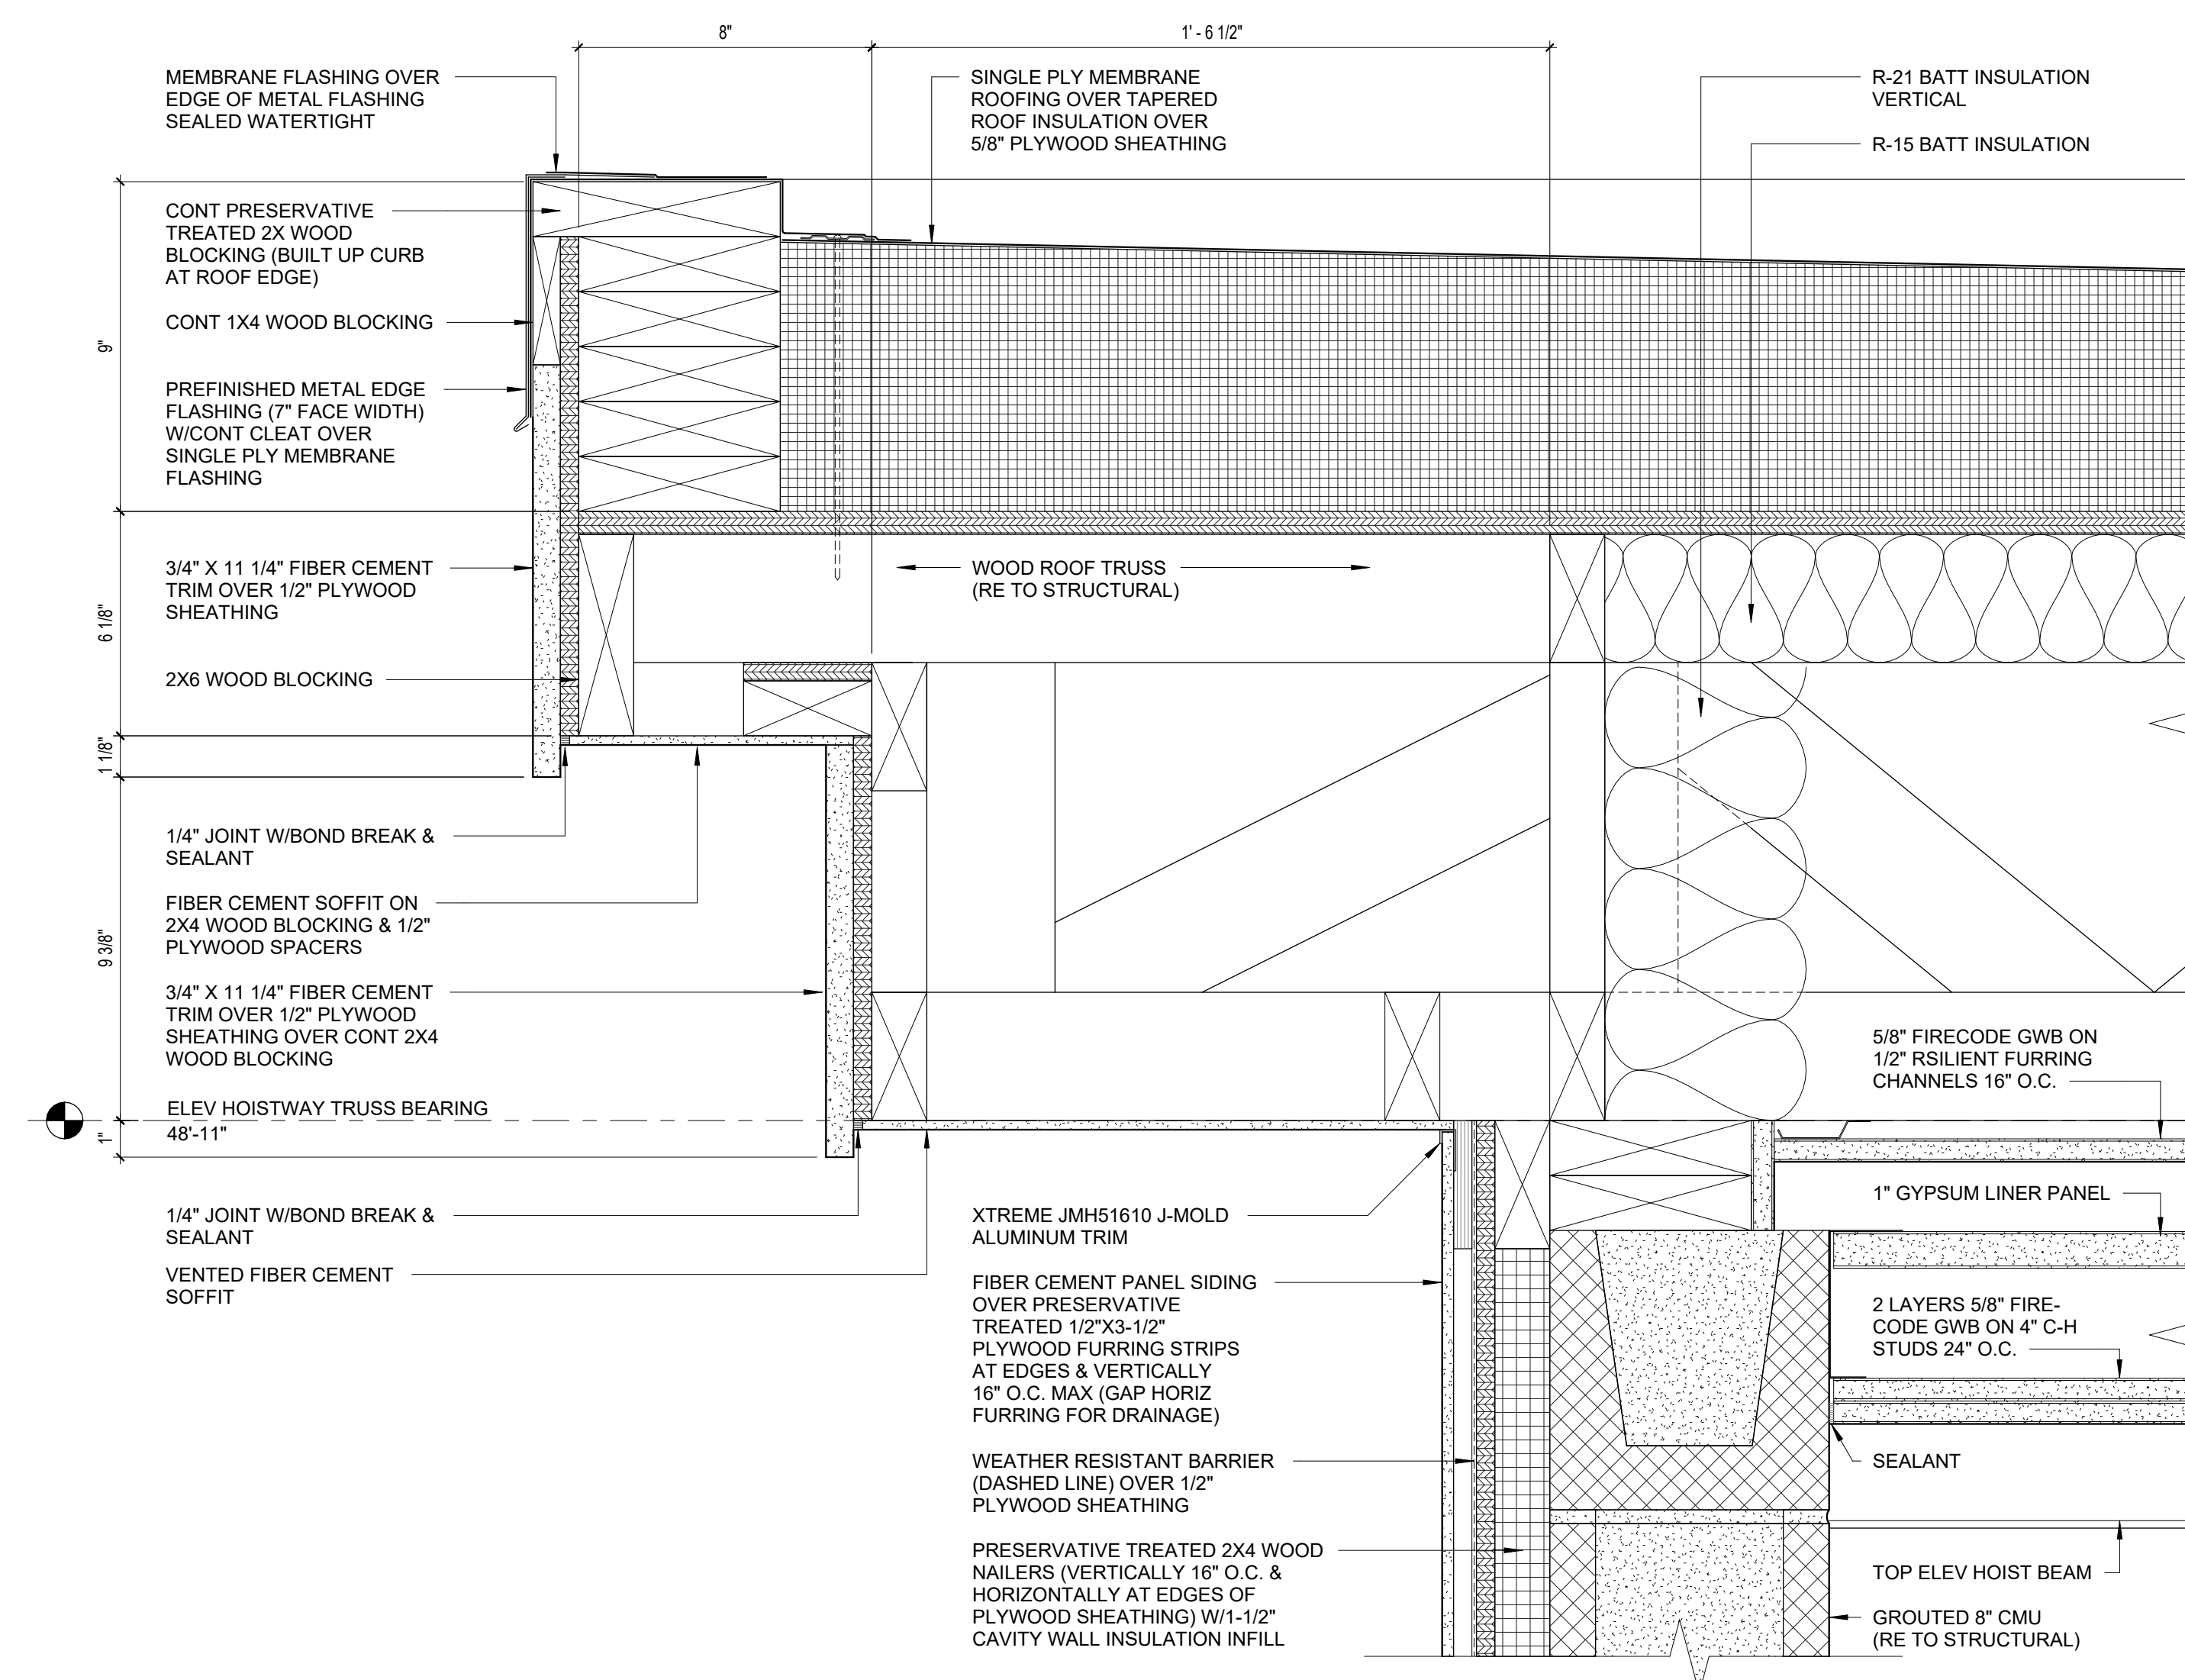 8"
1' - 6 1/2"
MEMBRANE FLASHING OVER
EDGE OF METAL FLASHING
SEALED WATERTIGHT
SINGLE PLY MEMBRANE
ROOFING OVER TAPERED
ROOF INSULATION OVER
5/8" PLYWOOD SHEATHING
R-21 BATT INSULATION
VERTICAL
R-15 BATT INSULATION
CONT PRESERVATIVE
TREATED 2X WOOD
BLOCKING (BUILT UP CURB
AT ROOF EDGE)
CONT 1X4 WOOD BLOCKING
9"
PREFINISHED METAL EDGE
FLASHING (7" FACE WIDTH)
W/CONT CLEAT OVER
SINGLE PLY MEMBRANE
FLASHING
3/4" X 11 1/4" FIBER CEMENT
TRIM OVER 1/2" PLYWOOD
SHEATHING
WOOD ROOF TRUSS
(RE TO STRUCTURAL)
6 1/8"
2X6 WOOD BLOCKING
1 1/8"
1/4" JOINT W/BOND BREAK &
SEALANT
FIBER CEMENT SOFFIT ON
2X4 WOOD BLOCKING & 1/2"
PLYWOOD SPACERS
9 3/8"
3/4" X 11 1/4" FIBER CEMENT
TRIM OVER 1/2" PLYWOOD
SHEATHING OVER CONT 2X4
WOOD BLOCKING
5/8" FIRECODE GWB ON
1/2" RSILIENT FURRING
CHANNELS 16" O.C.
ELEV HOISTWAY TRUSS BEARING
48'-11"
1"
1/4" JOINT W/BOND BREAK &
SEALANT
VENTED FIBER CEMENT
SOFFIT
XTREME JMH51610 J-MOLD
ALUMINUM TRIM
FIBER CEMENT PANEL SIDING
OVER PRESERVATIVE
TREATED 1/2"X3-1/2"
PLYWOOD FURRING STRIPS
AT EDGES & VERTICALLY
16" O.C. MAX (GAP HORIZ
FURRING FOR DRAINAGE)
WEATHER RESISTANT BARRIER
(DASHED LINE) OVER 1/2"
PLYWOOD SHEATHING
PRESERVATIVE TREATED 2X4 WOOD
NAILERS (VERTICALLY 16" O.C. &
HORIZONTALLY AT EDGES OF
PLYWOOD SHEATHING) W/1-1/2"
CAVITY WALL INSULATION INFILL
1" GYPSUM LINER PANEL
2 LAYERS 5/8" FIRE-
CODE GWB ON 4" C-H
STUDS 24" O.C.
SEALANT
TOP ELEV HOIST BEAM
GROUTED 8" CMU
(RE TO STRUCTURAL)